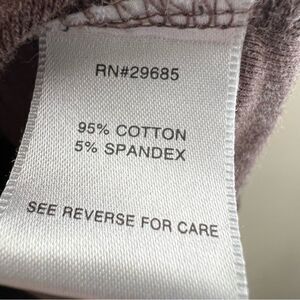 RN#29685
95% COTTON
5% SPANDEX
SEE REVERSE FOR CARE